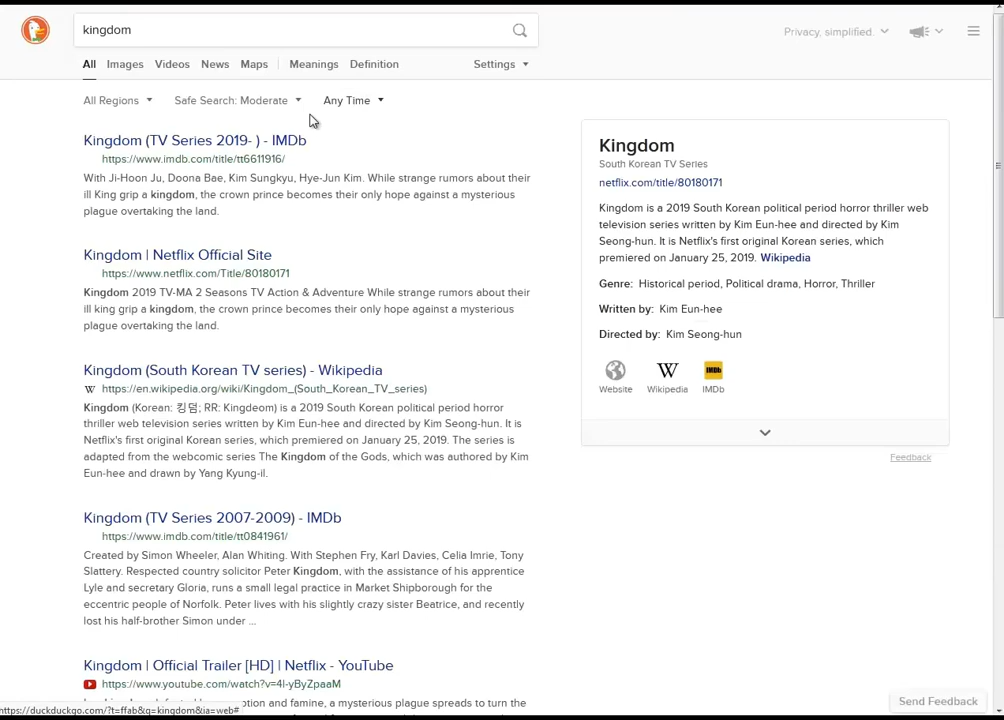 kingdom
Privacy, simplified.
All Images Videos News Maps Meanings Definition Settings
All Regions Safe Search: Moderate Any Time
Kingdom (TV Series 2019- ) - IMDb
https://www.imdb.com/title/tt6611916/
With Ji-Hoon Ju, Doona Bae, Kim Sungkyu, Hye-Jun Kim. While strange rumors about their
ill King grip a kingdom, the crown prince becomes their only hope against a mysterious
plague overtaking the land.
Kingdom | Netflix Official Site
https://www.netflix.com/Title/80180171
Kingdom 2019 TV-MA 2 Seasons TV Action & Adventure While strange rumors about their
ill king grip a kingdom, the crown prince becomes their only hope against a mysterious
plague overtaking the land.
Kingdom (South Korean TV series) - Wikipedia
W https://en.wikipedia.org/wiki/Kingdom_(South_Korean_TV_series)
Kingdom (Korean: 킹덤; RR: Kingdeom) is a 2019 South Korean political period horror
thriller web television series written by Kim Eun-hee and directed by Kim Seong-hun. It is
Netflix's first original Korean series, which premiered on January 25, 2019. The series is
adapted from the webcomic series The Kingdom of the Gods, which was authored by Kim
Eun-hee and drawn by Yang Kyung-il.
Kingdom (TV Series 2007-2009) - IMDb
https://www.imdb.com/title/tt0841961/
Created by Simon Wheeler, Alan Whiting. With Stephen Fry, Karl Davies, Celia Imrie, Tony
Slattery. Respected country solicitor Peter Kingdom, with the assistance of his apprentice
Lyle and secretary Gloria, runs a small legal practice in Market Shipborough for the
eccentric people of Norfolk. Peter lives with his slightly crazy sister Beatrice, and recently
lost his half-brother Simon under ...
Kingdom | Official Trailer [HD] | Netflix - YouTube
https://www.youtube.com/watch?v=4l-yByZpaaM
and famine, a mysterious plague spreads to turn the
https://duckduckgo.com/?t=ffab&q=kingdom&ia=web#
Kingdom
South Korean TV Series
netflix.com/title/80180171
Kingdom is a 2019 South Korean political period horror thriller web
television series written by Kim Eun-hee and directed by Kim
Seong-hun. It is Netflix's first original Korean series, which
premiered on January 25, 2019. Wikipedia
Genre: Historical period, Political drama, Horror, Thriller
Written by: Kim Eun-hee
Directed by: Kim Seong-hun
W IMDb
Website Wikipedia IMDb
Feedback
Send Feedback